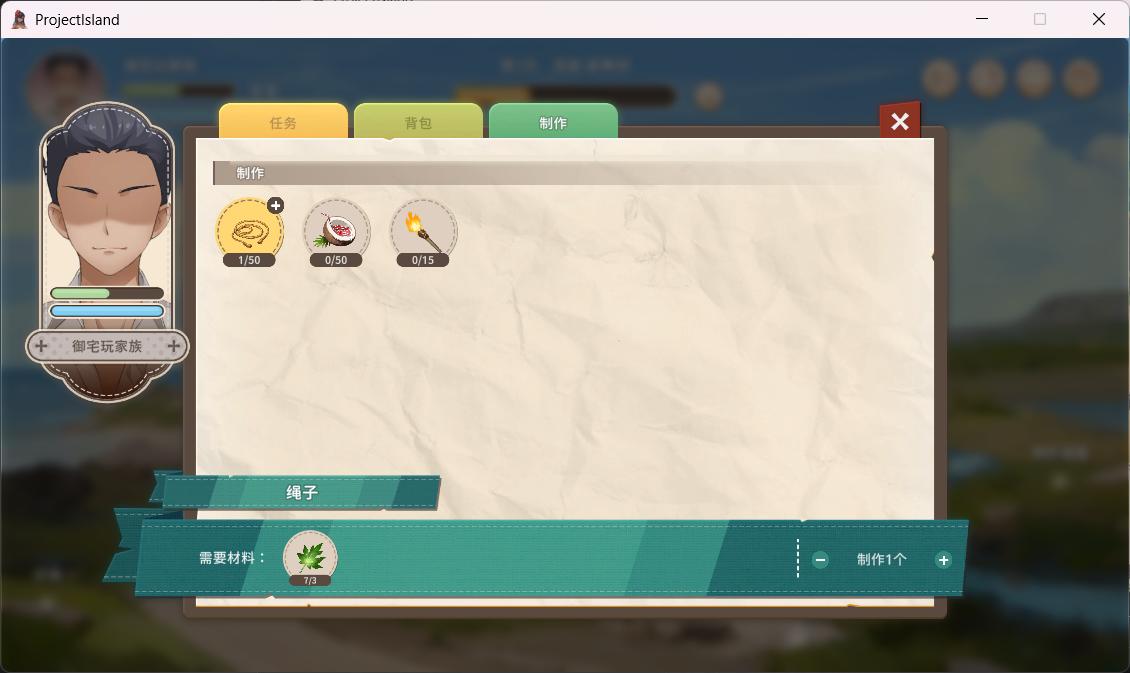 ProjectIsland
任务
背包
制作
制作
1/50
0/50
0/15
御宅玩家族
绳子
需要材料：
7/3
制作1个